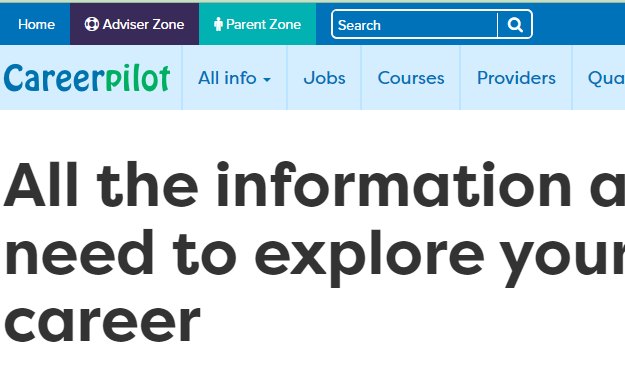 Home Adviser Zone Parent Zone Search
Careerpilot All info Jobs Courses Providers Qua
All the information a
need to explore your
career